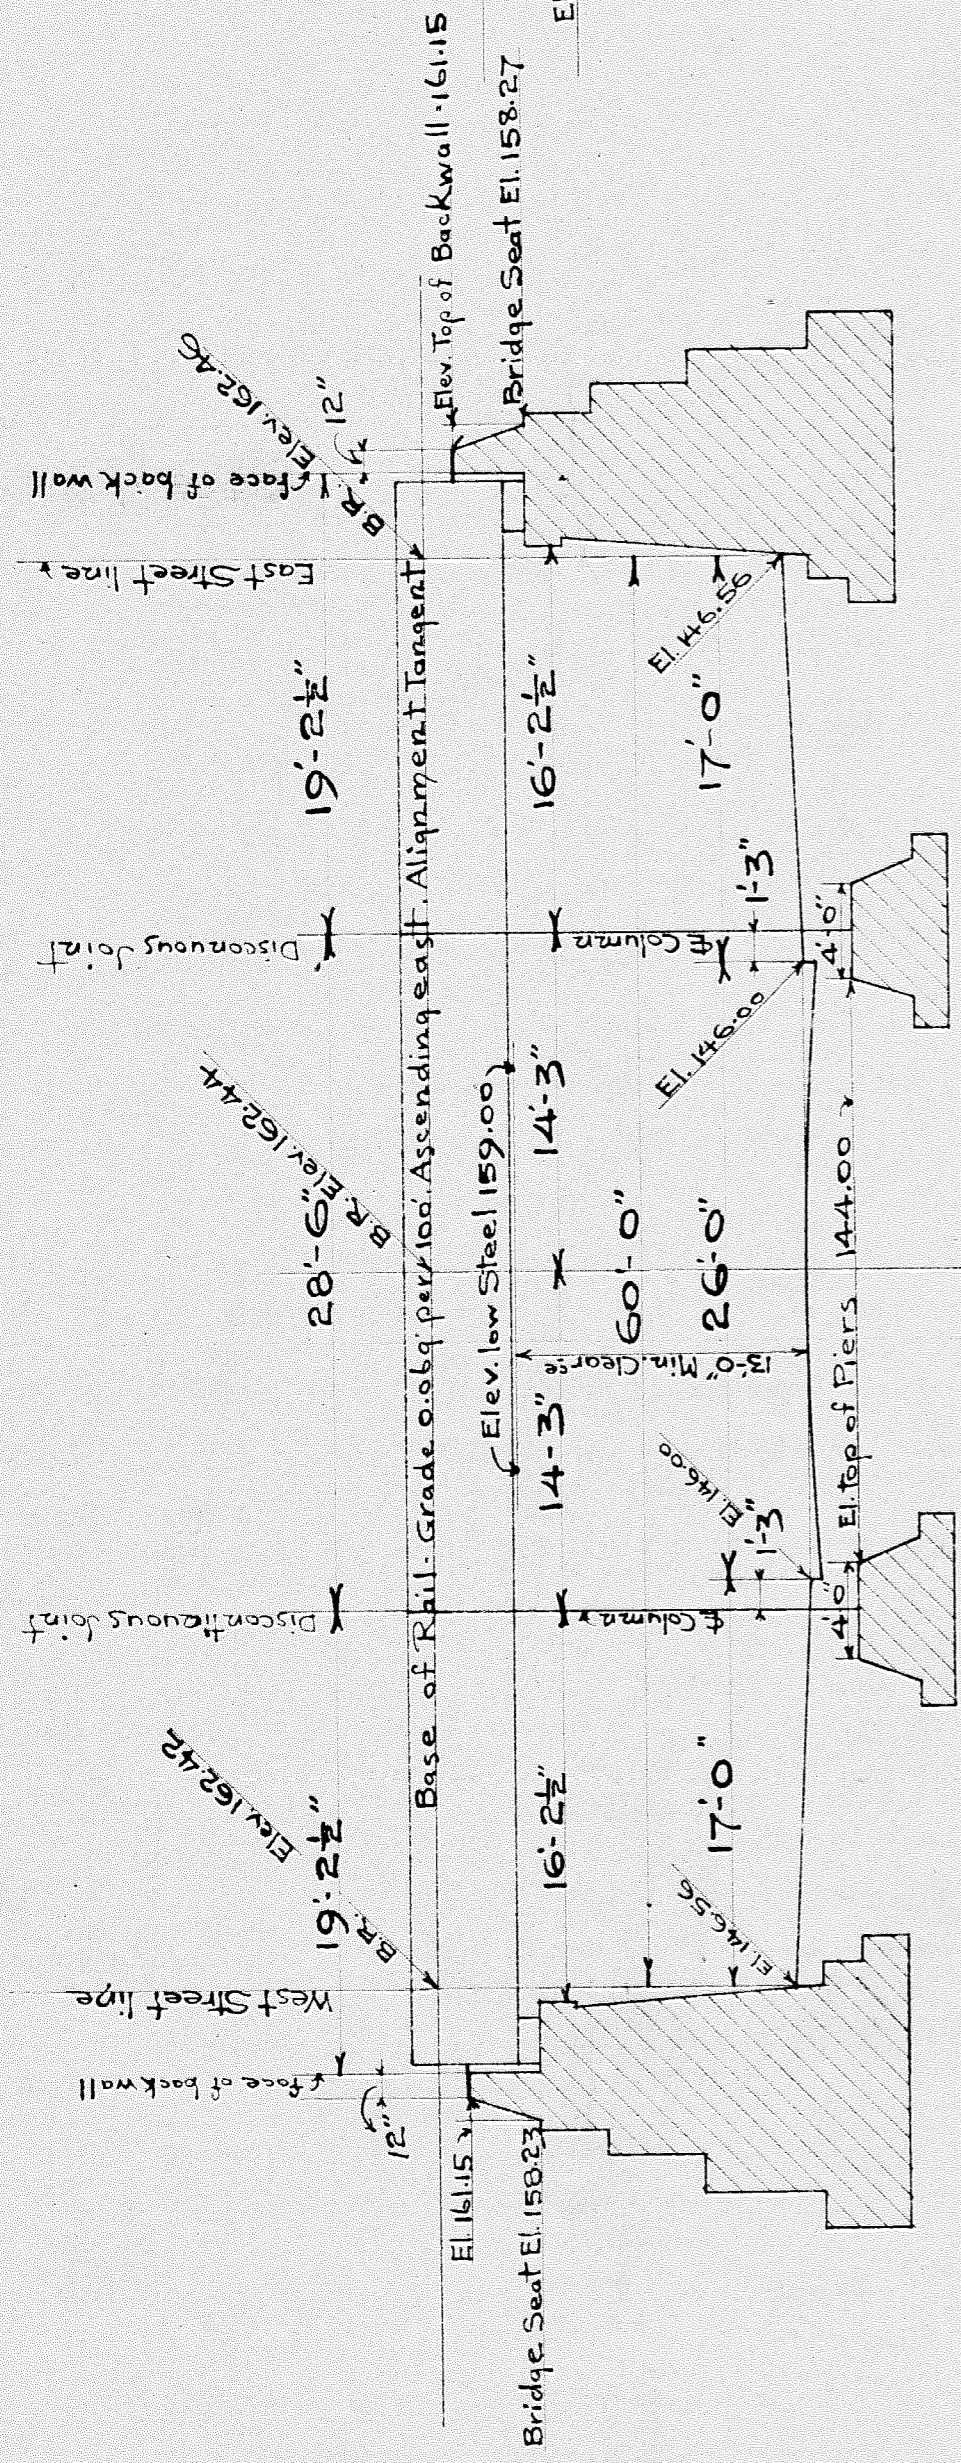 Disconuous Joint
Discontiuous Joint
face of back wall
face of back wall
West Street line
East Street line
B.R. Elev. 162.42
B.R. Elev. 162.44
B.R. Elev. 162.46
12"
19'-2½"
28'-6"
19'-2½"
12"
Base of Rail. Grade 0.069' per 100'. Ascending east. Alignment Tangent
El. 161.15
Elev. Top of Backwall = 161.15
Bridge Seat El. 158.23
Bridge Seat El. 158.27
Elev. low Steel 159.00
16'-2½"
14'-3"
14'-3"
16'-2½"
60'-0"
13'-0" Min. Clearce
17'-0"
26'-0"
17'-0"
℄ Column
℄ Column
1'-3"
1'-3"
El. 146.56
El. 146.00
El. 146.00
El. 146.56
4'-0"
El. top of Piers 144.00
4'-0"
El